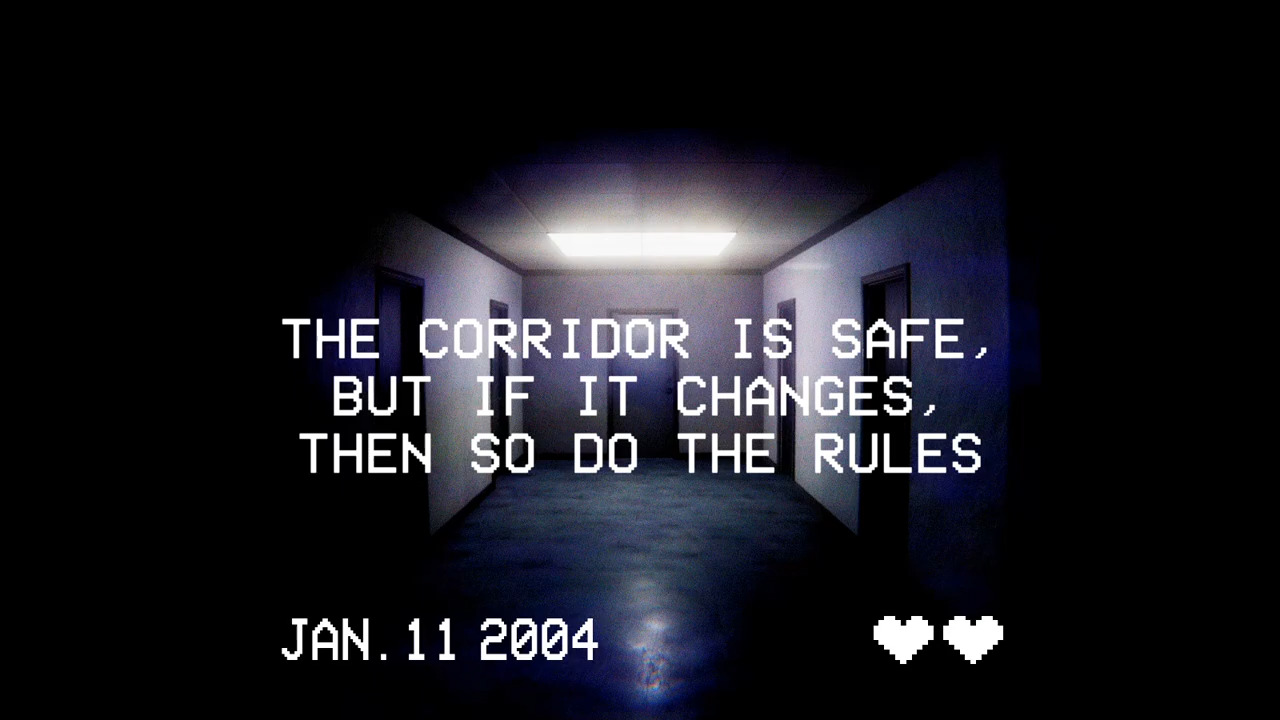 THE CORRIDOR IS SAFE,
BUT IF IT CHANGES,
THEN SO DO THE RULES
JAN. 11 2004